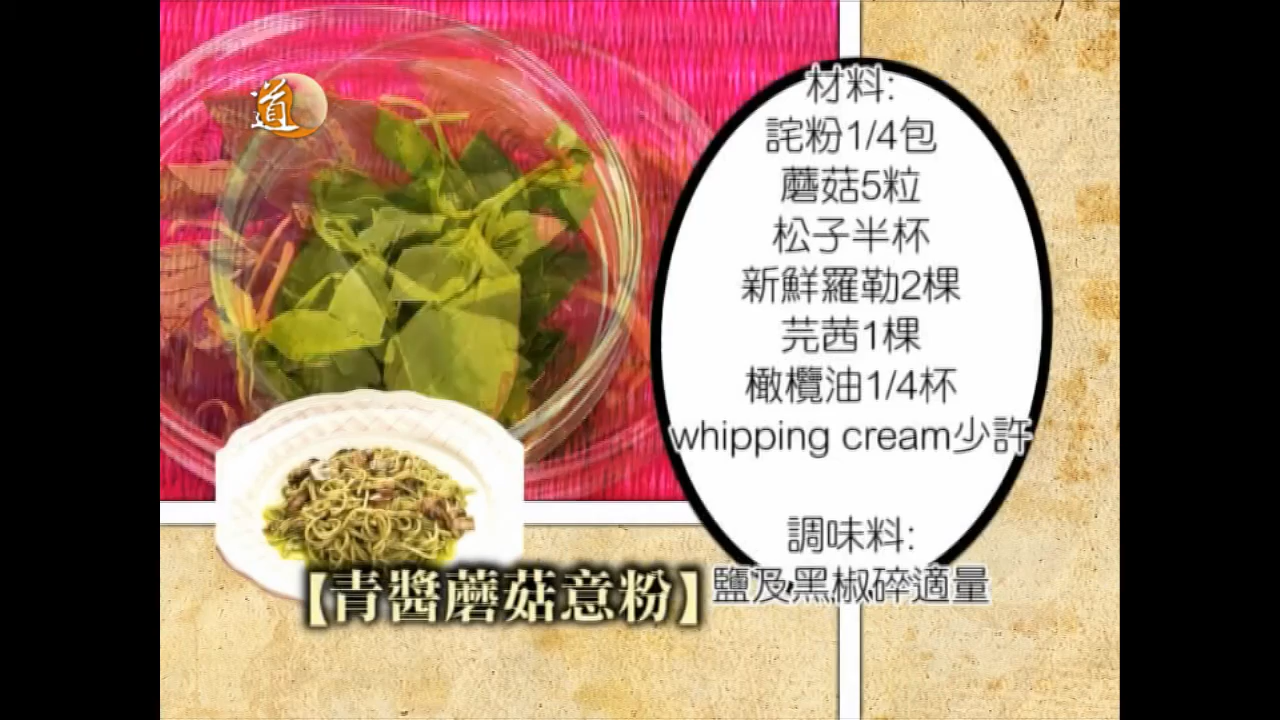 道
材料:
詫粉1/4包
蘑菇5粒
松子半杯
新鮮羅勒2棵
芫茜1棵
橄欖油1/4杯
whipping cream少許
調味料:
鹽及黑椒碎適量
【青醬蘑菇意粉】